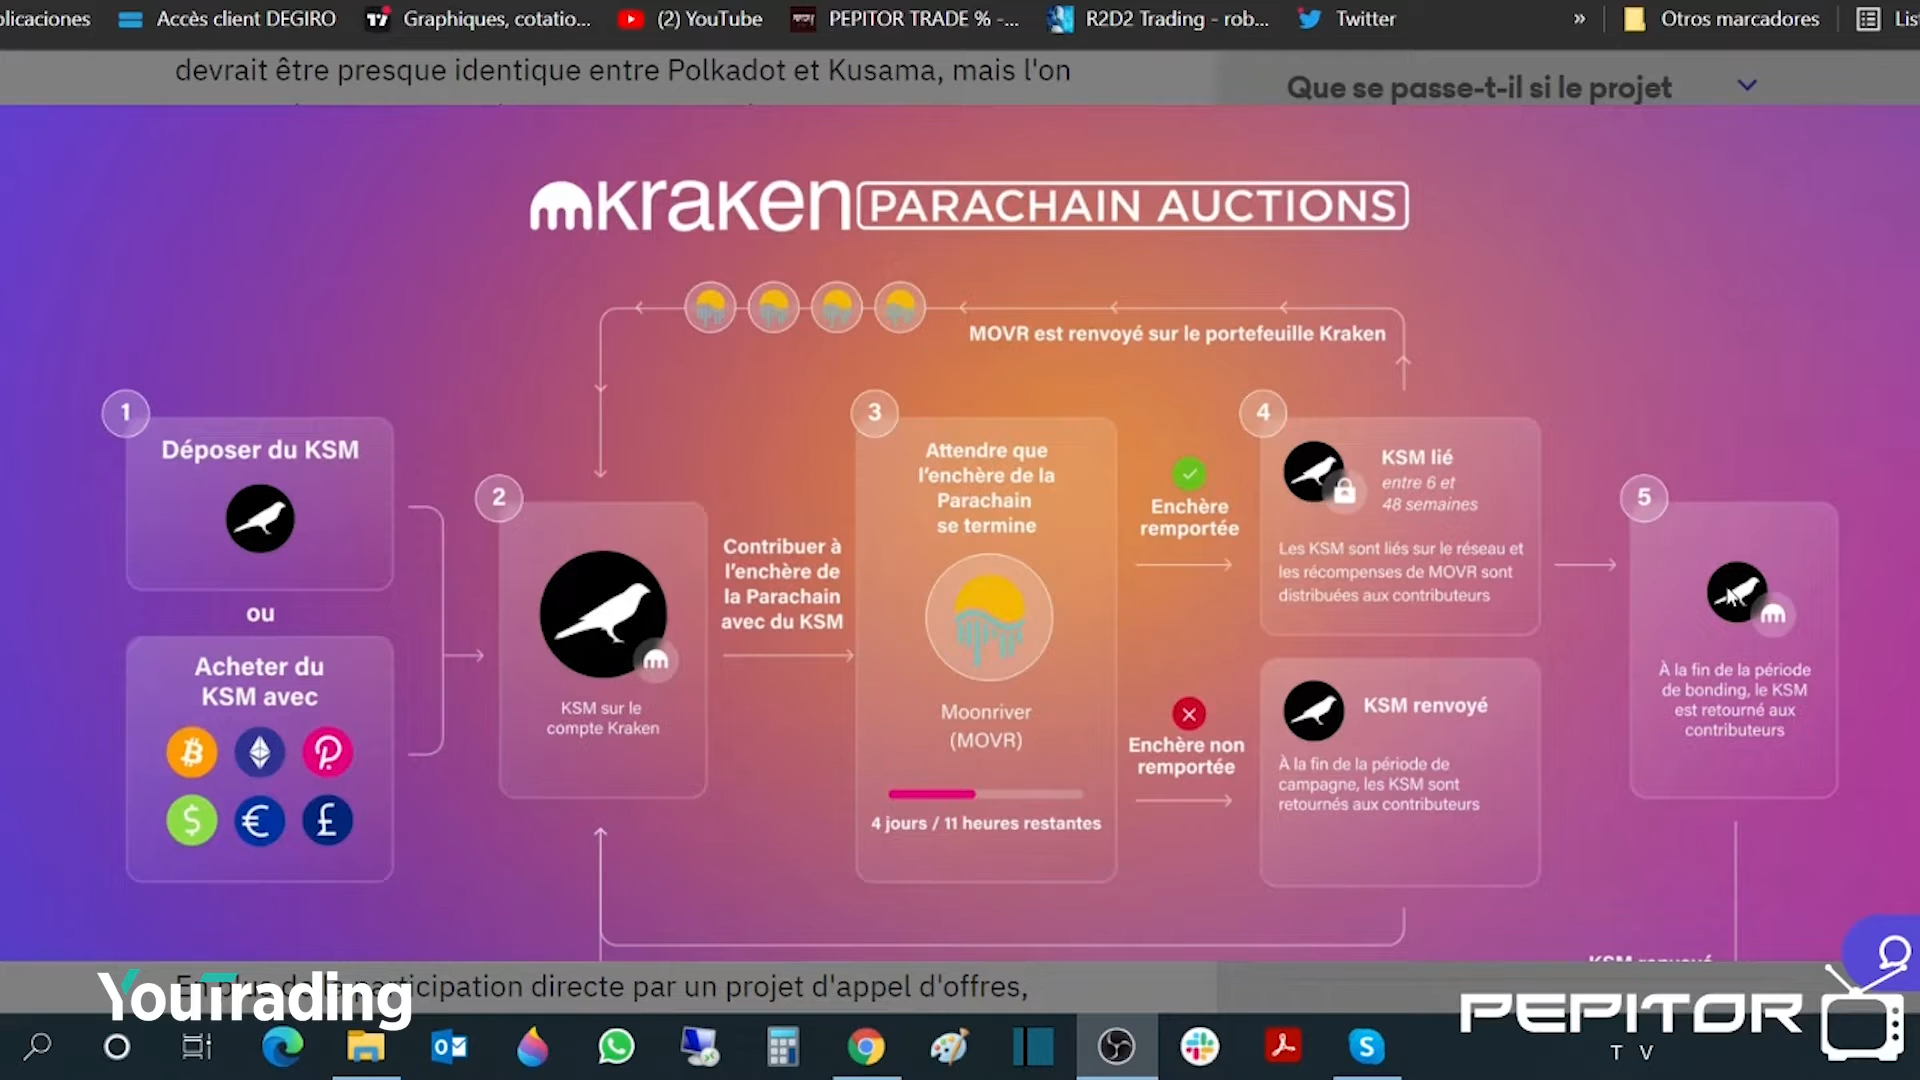 plicaciones
Accès client DEGIRO
Graphiques, cotatio...
(2) YouTube
PEPITOR TRADE % -...
R2D2 Trading - rob...
Twitter
»
Otros marcadores
devrait être presque identique entre Polkadot et Kusama, mais l'on
Que se passe-t-il si le projet
kraken PARACHAIN AUCTIONS
MOVR est renvoyé sur le portefeuille Kraken
1
Déposer du KSM
ou
Acheter du
KSM avec
2
KSM sur le
compte Kraken
Contribuer à
l'enchère de
la Parachain
avec du KSM
3
Attendre que
l'enchère de la
Parachain
se termine
Moonriver
(MOVR)
4 jours / 11 heures restantes
Enchère
remportée
Enchère non
remportée
4
KSM lié
entre 6 et
48 semaines
Les KSM sont liés sur le réseau et
les récompenses de MOVR sont
distribuées aux contributeurs
KSM renvoyé
À la fin de la période de
campagne, les KSM sont
retournés aux contributeurs
5
À la fin de la période
de bonding, le KSM
est retourné aux
contributeurs
KSM renvoyé
participation directe par un projet d'appel d'offres,
YouTrading
PEPITOR
TV